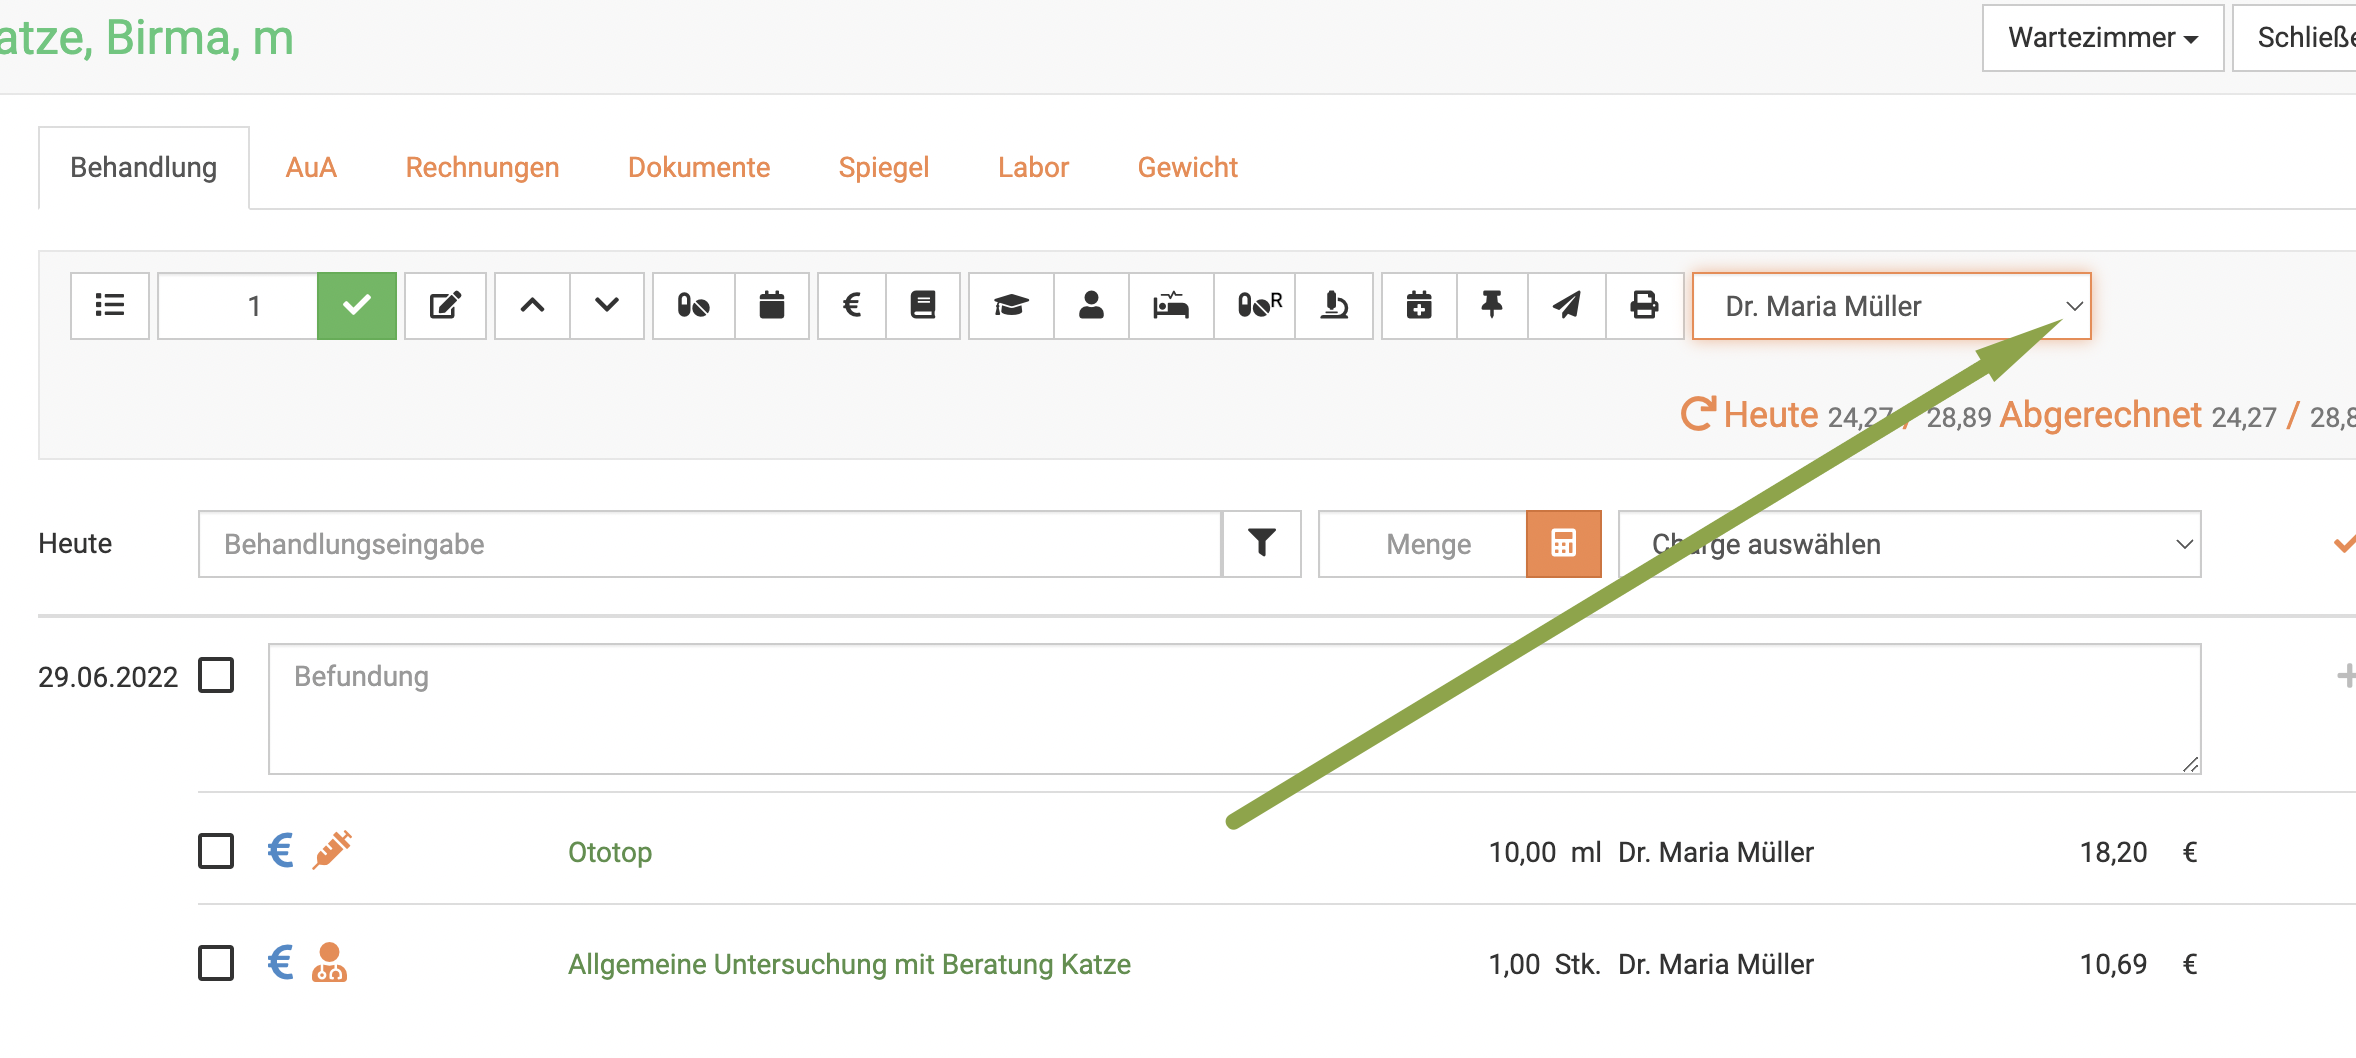 atze, Birma, m
Wartezimmer
Schließe
Behandlung AuA Rechnungen Dokumente Spiegel Labor Gewicht
1
R
Dr. Maria Müller
Heute 24,27 / 28,89 Abgerechnet 24,27 / 28,8
Heute Behandlungseingabe Menge Charge auswählen
29.06.2022 Befundung
€ Ototop 10,00 ml Dr. Maria Müller 18,20 €
€ Allgemeine Untersuchung mit Beratung Katze 1,00 Stk. Dr. Maria Müller 10,69 €